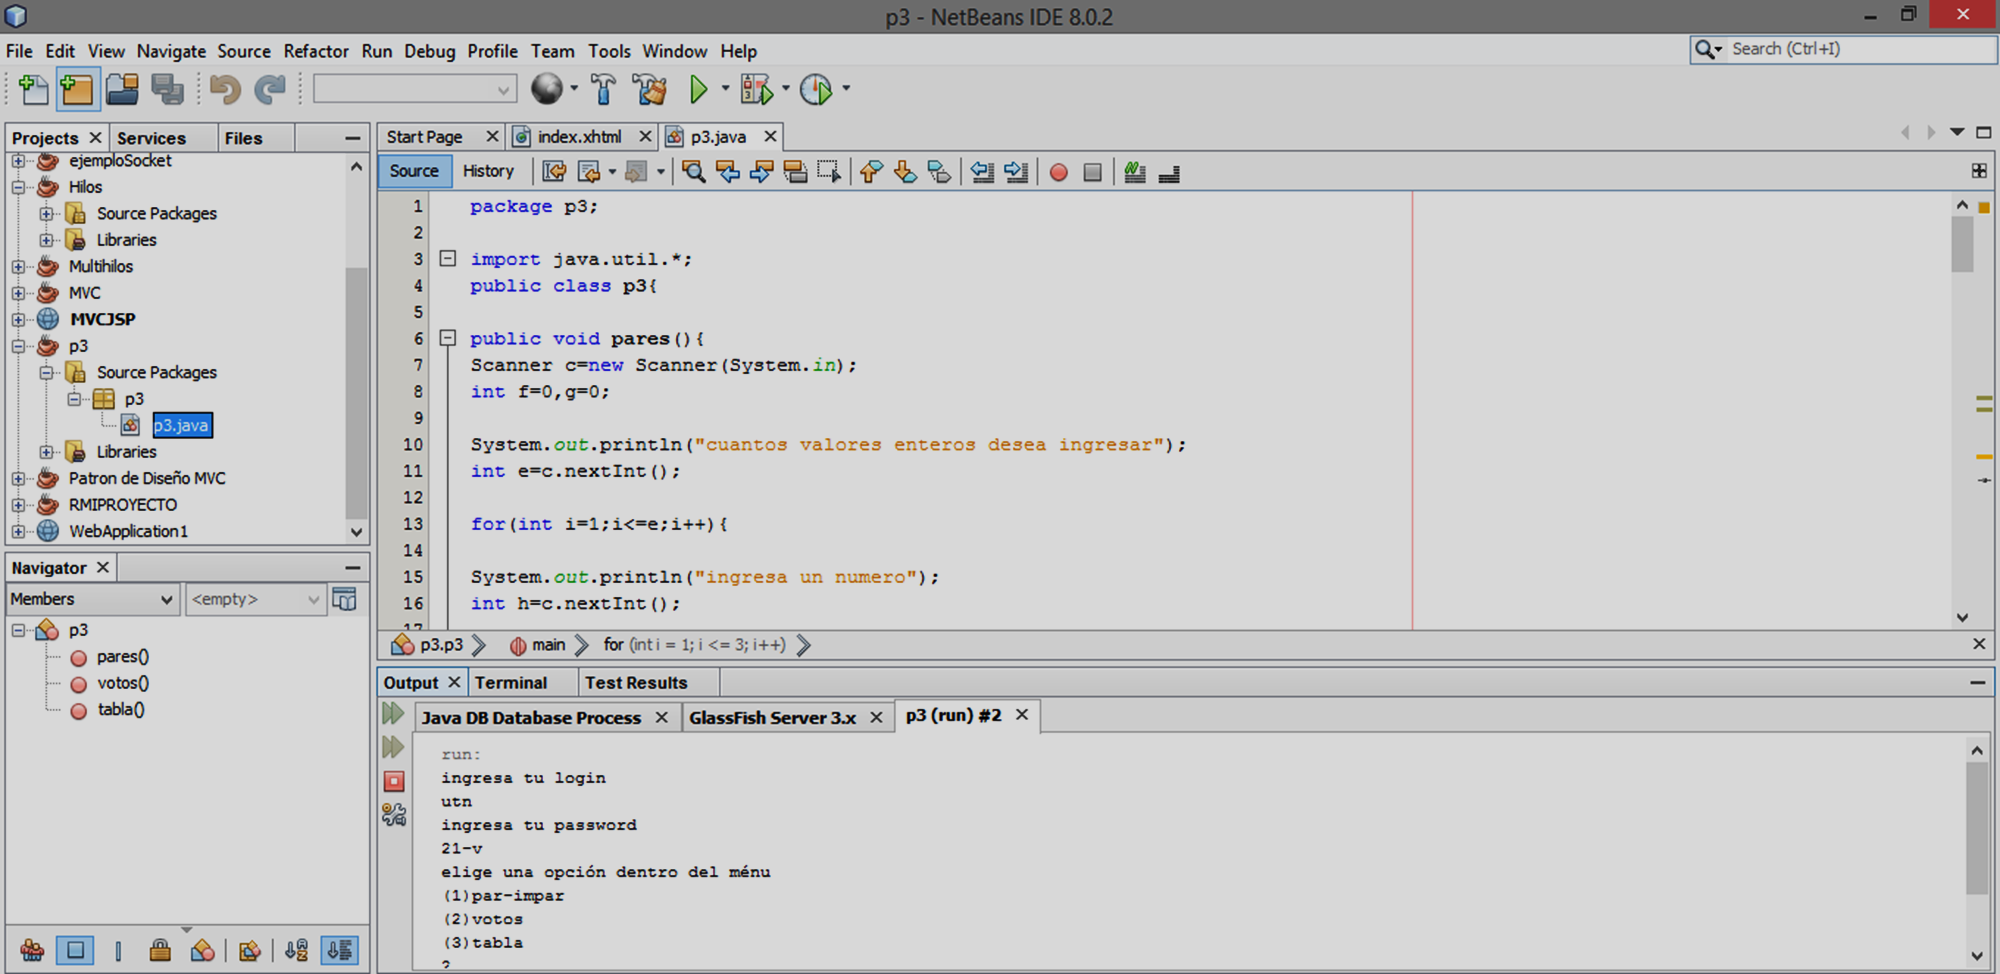 p3 - NetBeans IDE 8.0.2
File Edit View Navigate Source Refactor Run Debug Profile Team Tools Window Help
Search (Ctrl+I)
Projects Services Files
ejemploSocket
Hilos
Source Packages
Libraries
Multihilos
MVC
MVCJSP
p3
Source Packages
p3
p3.java
Libraries
Patron de Diseño MVC
RMIPROYECTO
WebApplication1
Navigator
Members <empty>
p3
pares()
votos()
tabla()
Start Page index.xhtml p3.java
Source History
1 package p3;
2
3 import java.util.*;
4 public class p3{
5
6 public void pares(){
7 Scanner c=new Scanner(System.in);
8 int f=0,g=0;
9
10 System.out.println("cuantos valores enteros desea ingresar");
11 int e=c.nextInt();
12
13 for(int i=1;i<=e;i++){
14
15 System.out.println("ingresa un numero");
16 int h=c.nextInt();
17
p3.p3 main for (int i = 1; i <= 3; i++)
Output Terminal Test Results
Java DB Database Process GlassFish Server 3.x p3 (run) #2
run:
ingresa tu login
utn
ingresa tu password
21-v
elige una opción dentro del ménu
(1)par-impar
(2)votos
(3)tabla